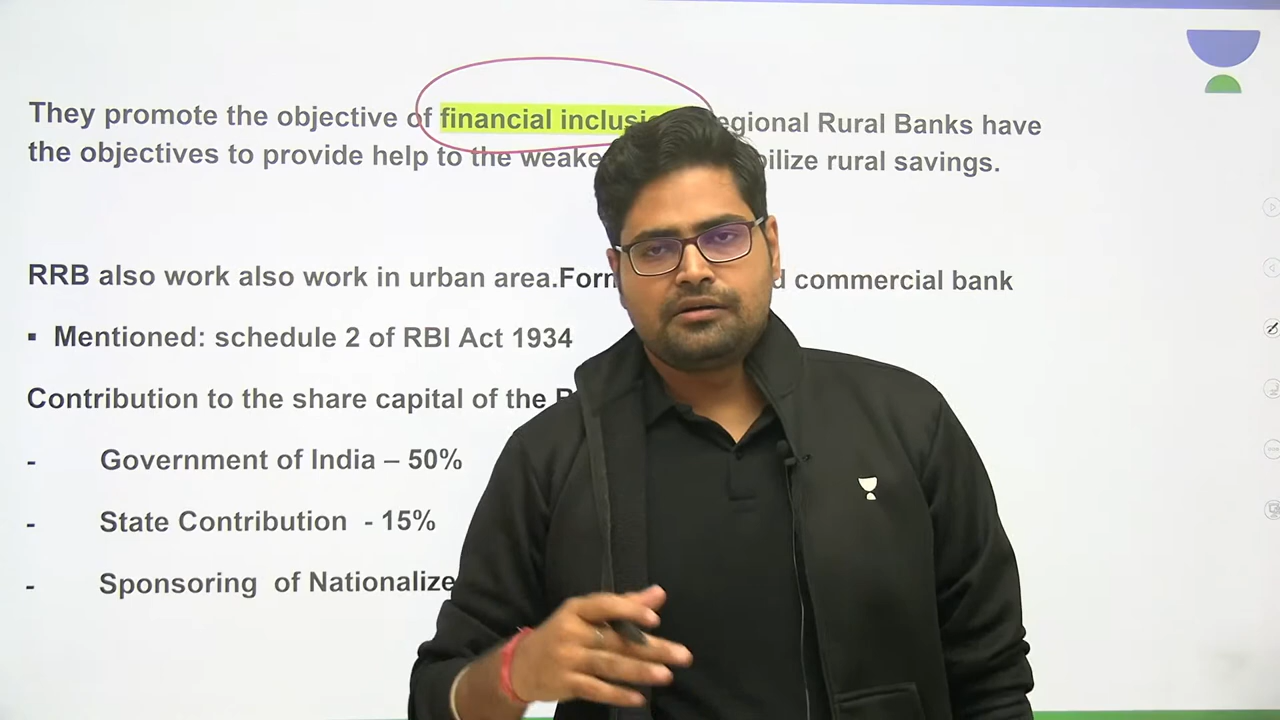 They promote the objective of financial inclusi egional Rural Banks have
the objectives to provide help to the weake ilize rural savings.
RRB also work also work in urban area.For d commercial bank
▪ Mentioned: schedule 2 of RBI Act 1934
Contribution to the share capital of the
- Government of India – 50%
- State Contribution - 15%
- Sponsoring of Nationalize